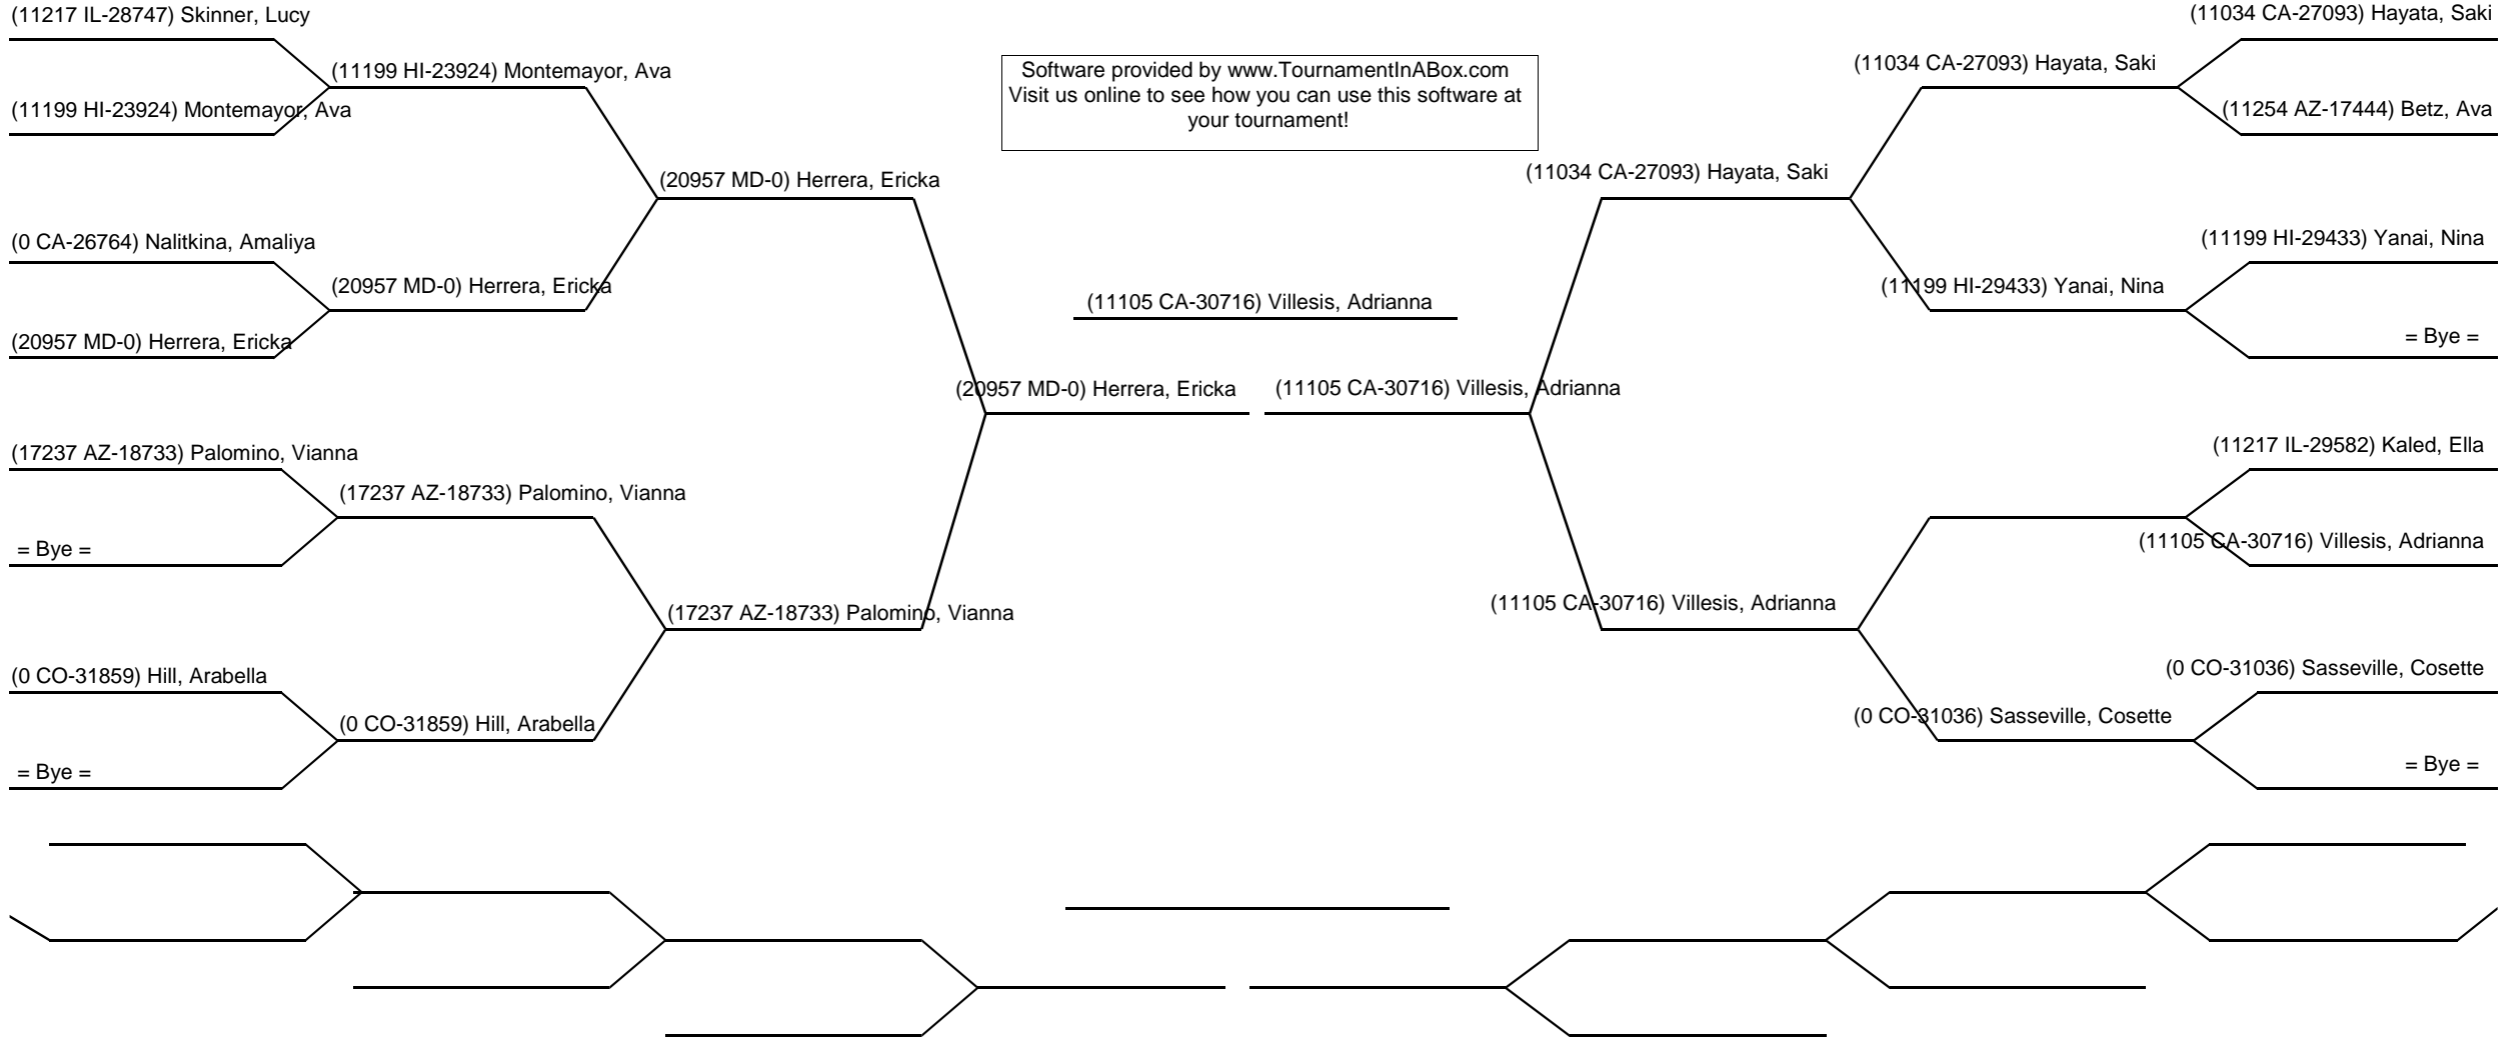 (11217 IL-28747) Skinner, Lucy
(11199 HI-23924) Montemayor, Ava
(11199 HI-23924) Montemayor, Ava
(20957 MD-0) Herrera, Ericka
(0 CA-26764) Nalitkina, Amaliya
(20957 MD-0) Herrera, Ericka
(20957 MD-0) Herrera, Ericka
(17237 AZ-18733) Palomino, Vianna
(17237 AZ-18733) Palomino, Vianna
= Bye =
(17237 AZ-18733) Palomino, Vianna
(0 CO-31859) Hill, Arabella
(0 CO-31859) Hill, Arabella
= Bye =
Software provided by www.TournamentInABox.com
Visit us online to see how you can use this software at
your tournament!
(11105 CA-30716) Villesis, Adrianna
(20957 MD-0) Herrera, Ericka
(11105 CA-30716) Villesis, Adrianna
(11034 CA-27093) Hayata, Saki
(11034 CA-27093) Hayata, Saki
(11254 AZ-17444) Betz, Ava
(11034 CA-27093) Hayata, Saki
(11199 HI-29433) Yanai, Nina
(11199 HI-29433) Yanai, Nina
= Bye =
(11217 IL-29582) Kaled, Ella
(11105 CA-30716) Villesis, Adrianna
(11105 CA-30716) Villesis, Adrianna
(0 CO-31036) Sasseville, Cosette
(0 CO-31036) Sasseville, Cosette
= Bye =